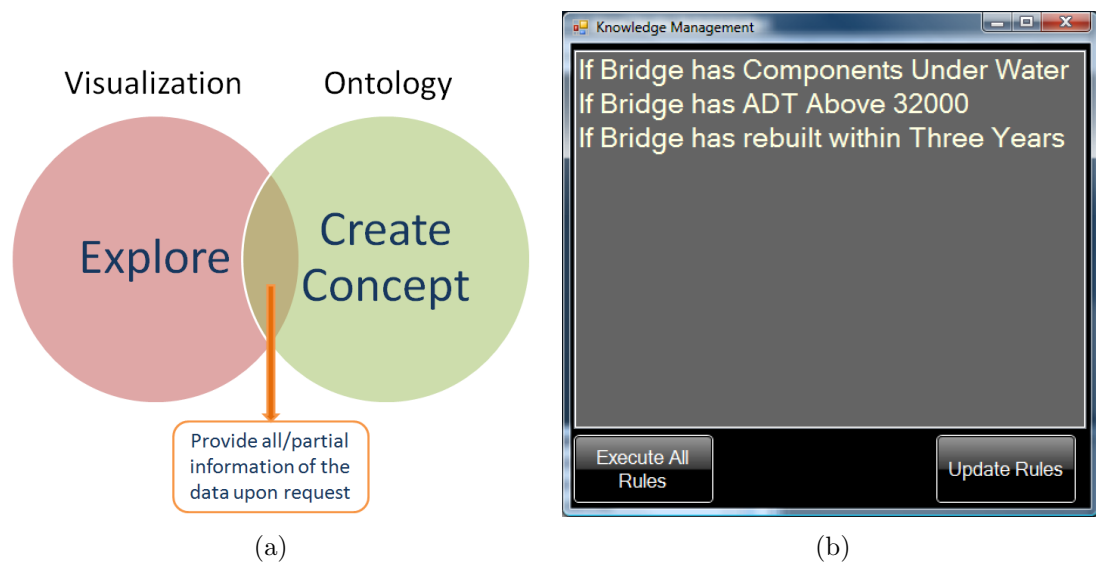 Visualization
Ontology
Explore
Create
Concept
Provide all/partial
information of the
data upon request
(a)
Knowledge Management
If Bridge has Components Under Water
If Bridge has ADT Above 32000
If Bridge has rebuilt within Three Years
Execute All
Rules
Update Rules
(b)